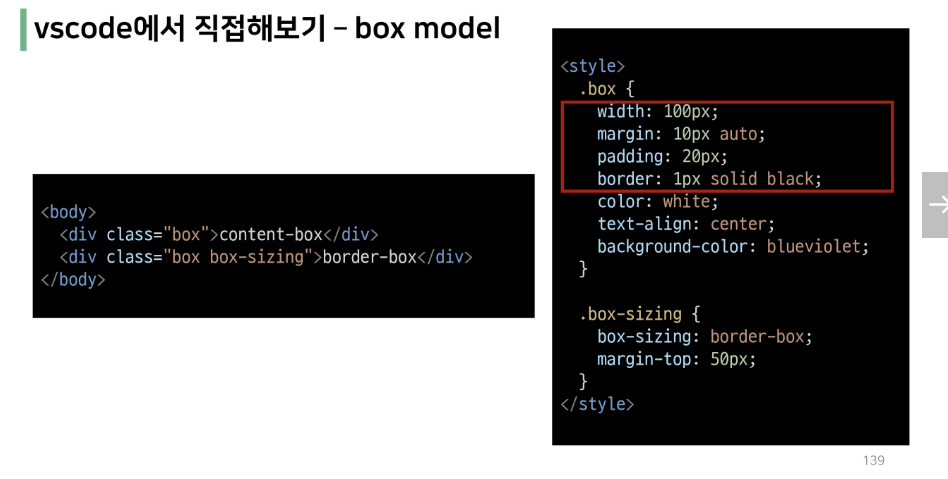 vscode에서 직접해보기 – box model
<body>
  <div class="box">content-box</div>
  <div class="box box-sizing">border-box</div>
</body>
<style>
  .box {
    width: 100px;
    margin: 10px auto;
    padding: 20px;
    border: 1px solid black;
    color: white;
    text-align: center;
    background-color: blueviolet;
  }

  .box-sizing {
    box-sizing: border-box;
    margin-top: 50px;
  }
</style>
139